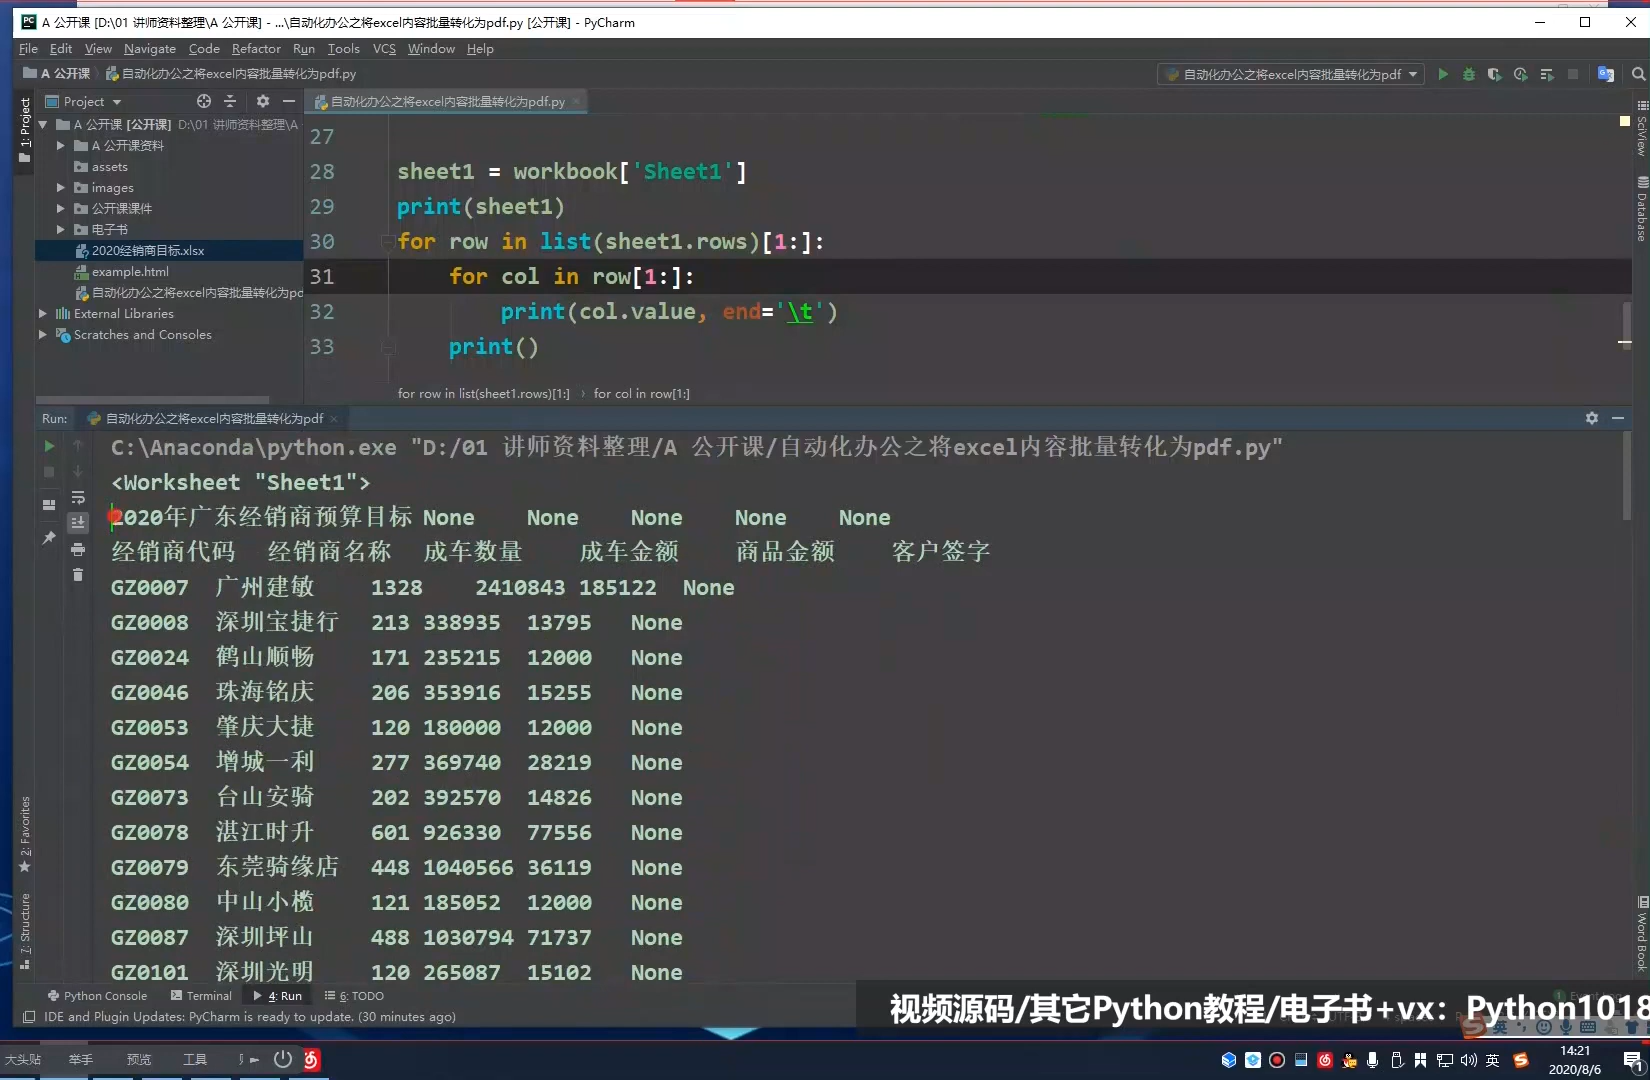 A 公开课 [D:\01 讲师资料整理\A 公开课] - ...\自动化办公之将excel内容批量转化为pdf.py [公开课] - PyCharm
File Edit View Navigate Code Refactor Run Tools VCS Window Help
A 公开课 自动化办公之将excel内容批量转化为pdf.py
自动化办公之将excel内容批量转化为pdf
Project
自动化办公之将excel内容批量转化为pdf.py
1: Project
A 公开课 [公开课] D:\01 讲师资料整理\A
A 公开课资料
assets
images
公开课课件
电子书
2020经销商目标.xlsx
example.html
自动化办公之将excel内容批量转化为pd
External Libraries
Scratches and Consoles
SciView
Database
27
28 sheet1 = workbook['Sheet1']
29 print(sheet1)
30 for row in list(sheet1.rows)[1:]:
31 for col in row[1:]:
32 print(col.value, end='\t')
33 print()
for row in list(sheet1.rows)[1:] › for col in row[1:]
Run: 自动化办公之将excel内容批量转化为pdf
C:\Anaconda\python.exe "D:/01 讲师资料整理/A 公开课/自动化办公之将excel内容批量转化为pdf.py"
<Worksheet "Sheet1">
2020年广东经销商预算目标 None None None None None
经销商代码 经销商名称 成车数量 成车金额 商品金额 客户签字
GZ0007 广州建敏 1328 2410843 185122 None
GZ0008 深圳宝捷行 213 338935 13795 None
GZ0024 鹤山顺畅 171 235215 12000 None
GZ0046 珠海铭庆 206 353916 15255 None
GZ0053 肇庆大捷 120 180000 12000 None
GZ0054 增城一利 277 369740 28219 None
GZ0073 台山安骑 202 392570 14826 None
GZ0078 湛江时升 601 926330 77556 None
GZ0079 东莞骑缘店 448 1040566 36119 None
GZ0080 中山小榄 121 185052 12000 None
GZ0087 深圳坪山 488 1030794 71737 None
GZ0101 深圳光明 120 265087 15102 None
2: Favorites
7: Structure
Word Book
Python Console Terminal 4: Run 6: TODO
IDE and Plugin Updates: PyCharm is ready to update. (30 minutes ago)
视频源码/其它Python教程/电子书+vx：Python1018
大头贴 举手 预览 工具
英
14:21
2020/8/6